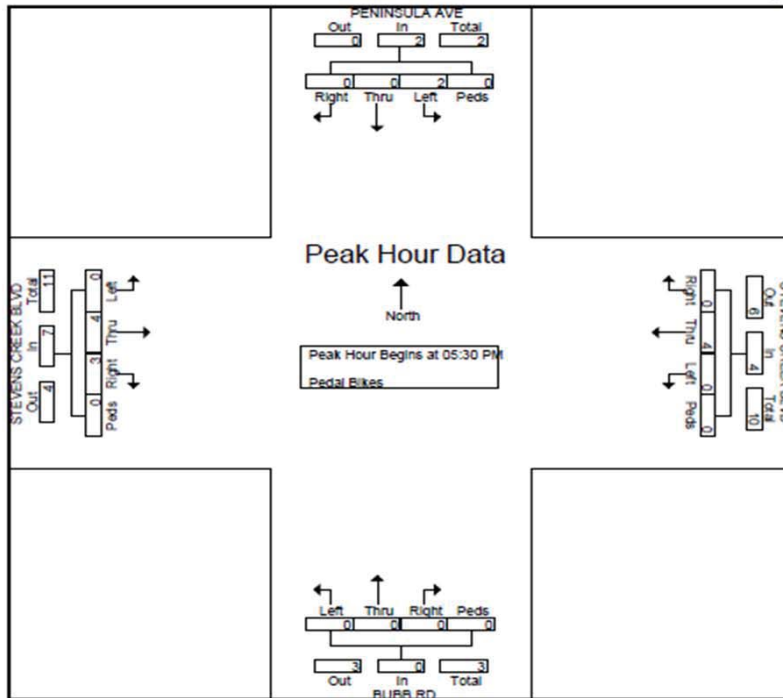 PENINSULA AVE
Out In Total
0 2 2
0 0 2 0
Right Thru Left Peds
Peak Hour Data
North
Peak Hour Begins at 05:30 PM
Pedal Bikes
STEVENS CREEK BLVD
Out In Total
4 7 11
0 4 3 0
Left Thru Right Peds
Right Thru Left Peds
0 4 0 0
Out In Total
6 4 10
Left Thru Right Peds
0 0 0 0
3 0 3
Out In Total
BUBB RD